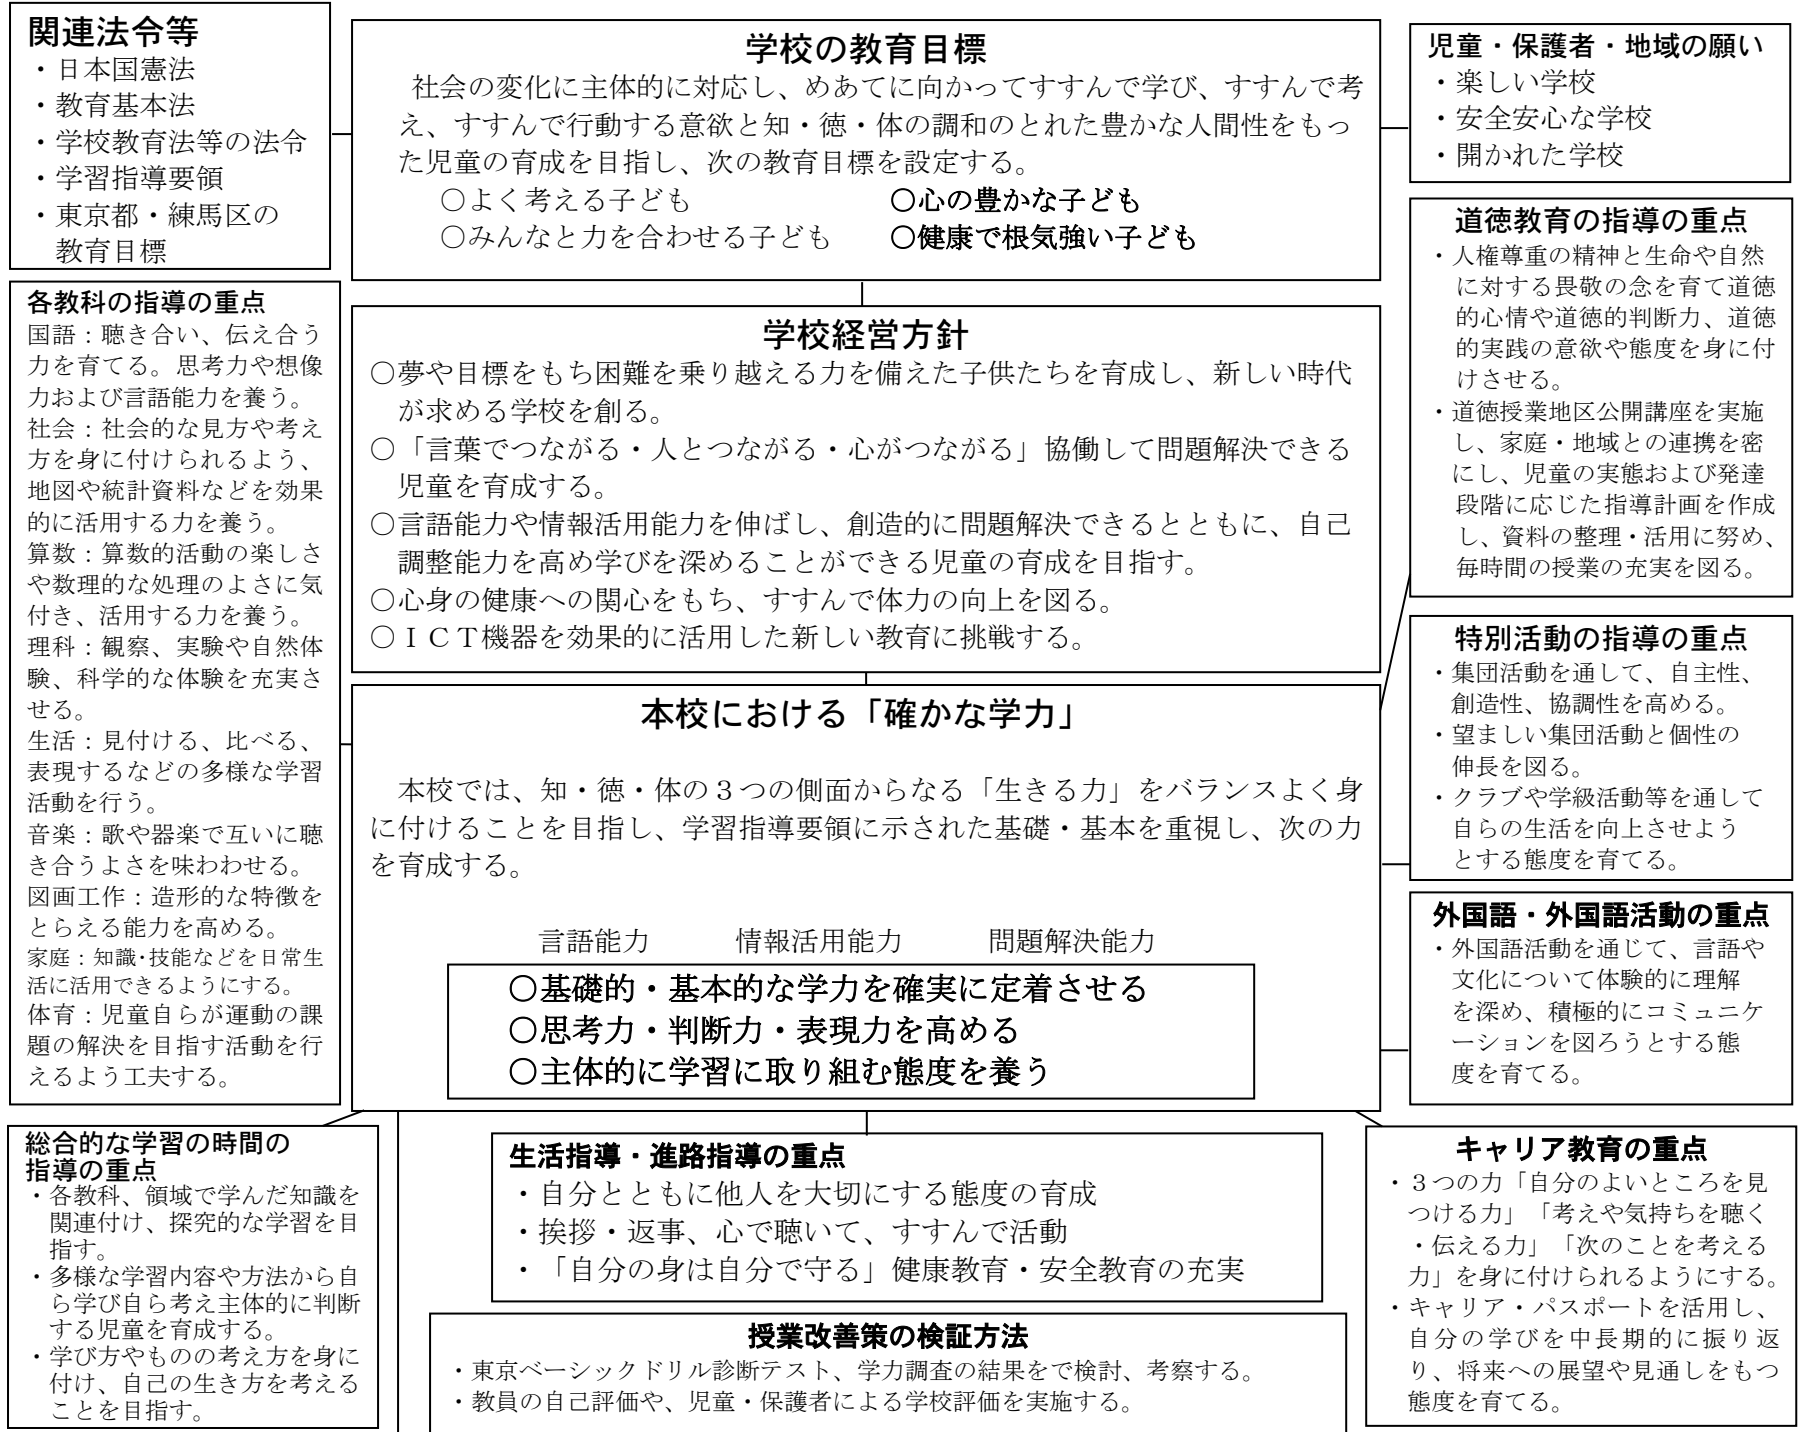 関連法令等
・日本国憲法
・教育基本法
・学校教育法等の法令
・学習指導要領
・東京都・練馬区の
教育目標
学校の教育目標
社会の変化に主体的に対応し、めあてに向かってすすんで学び、すすんで考
え、すすんで行動する意欲と知・徳・体の調和のとれた豊かな人間性をもっ
た児童の育成を目指し、次の教育目標を設定する。
○よく考える子ども　○心の豊かな子ども
○みんなと力を合わせる子ども　○健康で根気強い子ども
児童・保護者・地域の願い
・楽しい学校
・安全安心な学校
・開かれた学校
各教科の指導の重点
国語：聴き合い、伝え合う
力を育てる。思考力や想像
力および言語能力を養う。
社会：社会的な見方や考え
方を身に付けられるよう、
地図や統計資料などを効果
的に活用する力を養う。
算数：算数的活動の楽しさ
や数理的な処理のよさに気
付き、活用する力を養う。
理科：観察、実験や自然体
験、科学的な体験を充実さ
せる。
生活：見付ける、比べる、
表現するなどの多様な学習
活動を行う。
音楽：歌や器楽で互いに聴
き合うよさを味わわせる。
図画工作：造形的な特徴を
とらえる能力を高める。
家庭：知識・技能などを日常生
活に活用できるようにする。
体育：児童自らが運動の課
題の解決を目指す活動を行
えるよう工夫する。
学校経営方針
○夢や目標をもち困難を乗り越える力を備えた子供たちを育成し、新しい時代
が求める学校を創る。
○「言葉でつながる・人とつながる・心がつながる」協働して問題解決できる
児童を育成する。
○言語能力や情報活用能力を伸ばし、創造的に問題解決できるとともに、自己
調整能力を高め学びを深めることができる児童の育成を目指す。
○心身の健康への関心をもち、すすんで体力の向上を図る。
○ＩＣＴ機器を効果的に活用した新しい教育に挑戦する。
本校における「確かな学力」
本校では、知・徳・体の３つの側面からなる「生きる力」をバランスよく身
に付けることを目指し、学習指導要領に示された基礎・基本を重視し、次の力
を育成する。
言語能力　情報活用能力　問題解決能力
○基礎的・基本的な学力を確実に定着させる
○思考力・判断力・表現力を高める
○主体的に学習に取り組む態度を養う
道徳教育の指導の重点
・人権尊重の精神と生命や自然
に対する畏敬の念を育て道徳
的心情や道徳的判断力、道徳
的実践の意欲や態度を身に付
けさせる。
・道徳授業地区公開講座を実施
し、家庭・地域との連携を密
にし、児童の実態および発達
段階に応じた指導計画を作成
し、資料の整理・活用に努め、
毎時間の授業の充実を図る。
特別活動の指導の重点
・集団活動を通して、自主性、
創造性、協調性を高める。
・望ましい集団活動と個性の
伸長を図る。
・クラブや学級活動等を通して
自らの生活を向上させよう
とする態度を育てる。
外国語・外国語活動の重点
・外国語活動を通じて、言語や
文化について体験的に理解
を深め、積極的にコミュニケ
ーションを図ろうとする態
度を育てる。
総合的な学習の時間の
指導の重点
・各教科、領域で学んだ知識を
関連付け、探究的な学習を目
指す。
・多様な学習内容や方法から自
ら学び自ら考え主体的に判断
する児童を育成する。
・学び方やものの考え方を身に
付け、自己の生き方を考える
ことを目指す。
生活指導・進路指導の重点
・自分とともに他人を大切にする態度の育成
・挨拶・返事、心で聴いて、すすんで活動
・「自分の身は自分で守る」健康教育・安全教育の充実
授業改善策の検証方法
・東京ベーシックドリル診断テスト、学力調査の結果をで検討、考察する。
・教員の自己評価や、児童・保護者による学校評価を実施する。
キャリア教育の重点
・３つの力「自分のよいところを見
つける力」「考えや気持ちを聴く
・伝える力」「次のことを考える
力」を身に付けられるようにする。
・キャリア・パスポートを活用し、
自分の学びを中長期的に振り返
り、将来への展望や見通しをもつ
態度を育てる。